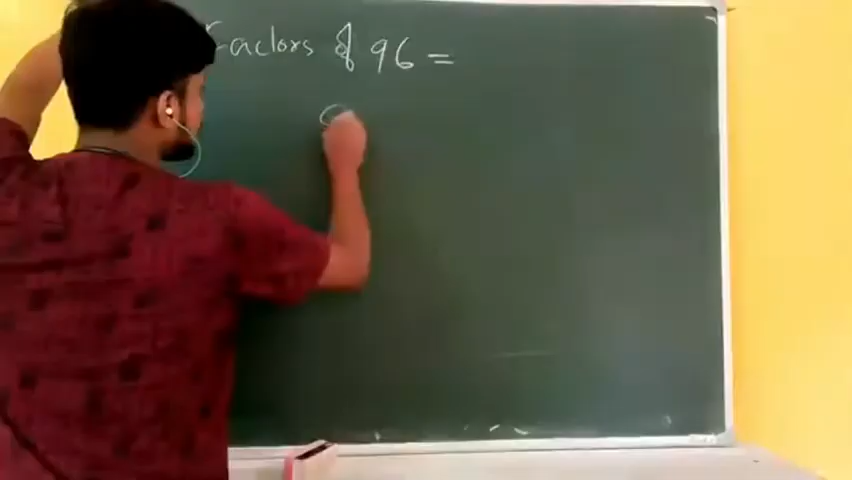 Factors of 96 =